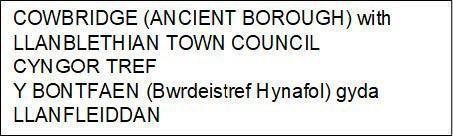 COWBRIDGE (ANCIENT BOROUGH) with
LLANBLETHIAN TOWN COUNCIL
CYNGOR TREF
Y BONTFAEN (Bwrdeistref Hynafol) gyda
LLANFLEIDDAN